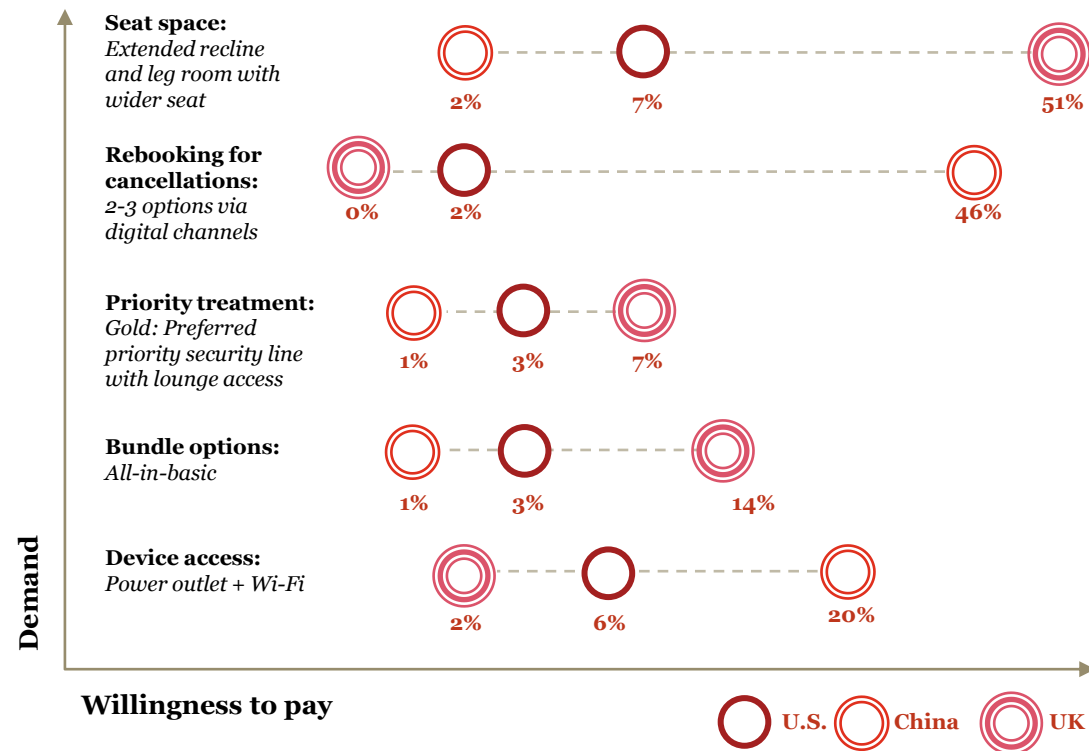 Seat space:
Extended recline
and leg room with
wider seat
2%
7%
51%
Rebooking for
cancellations:
2-3 options via
digital channels
0%
2%
46%
Priority treatment:
Gold: Preferred
priority security line
with lounge access
1%
3%
7%
Bundle options:
All-in-basic
1%
3%
14%
Device access:
Power outlet + Wi-Fi
2%
6%
20%
Demand
Willingness to pay
U.S.
China
UK